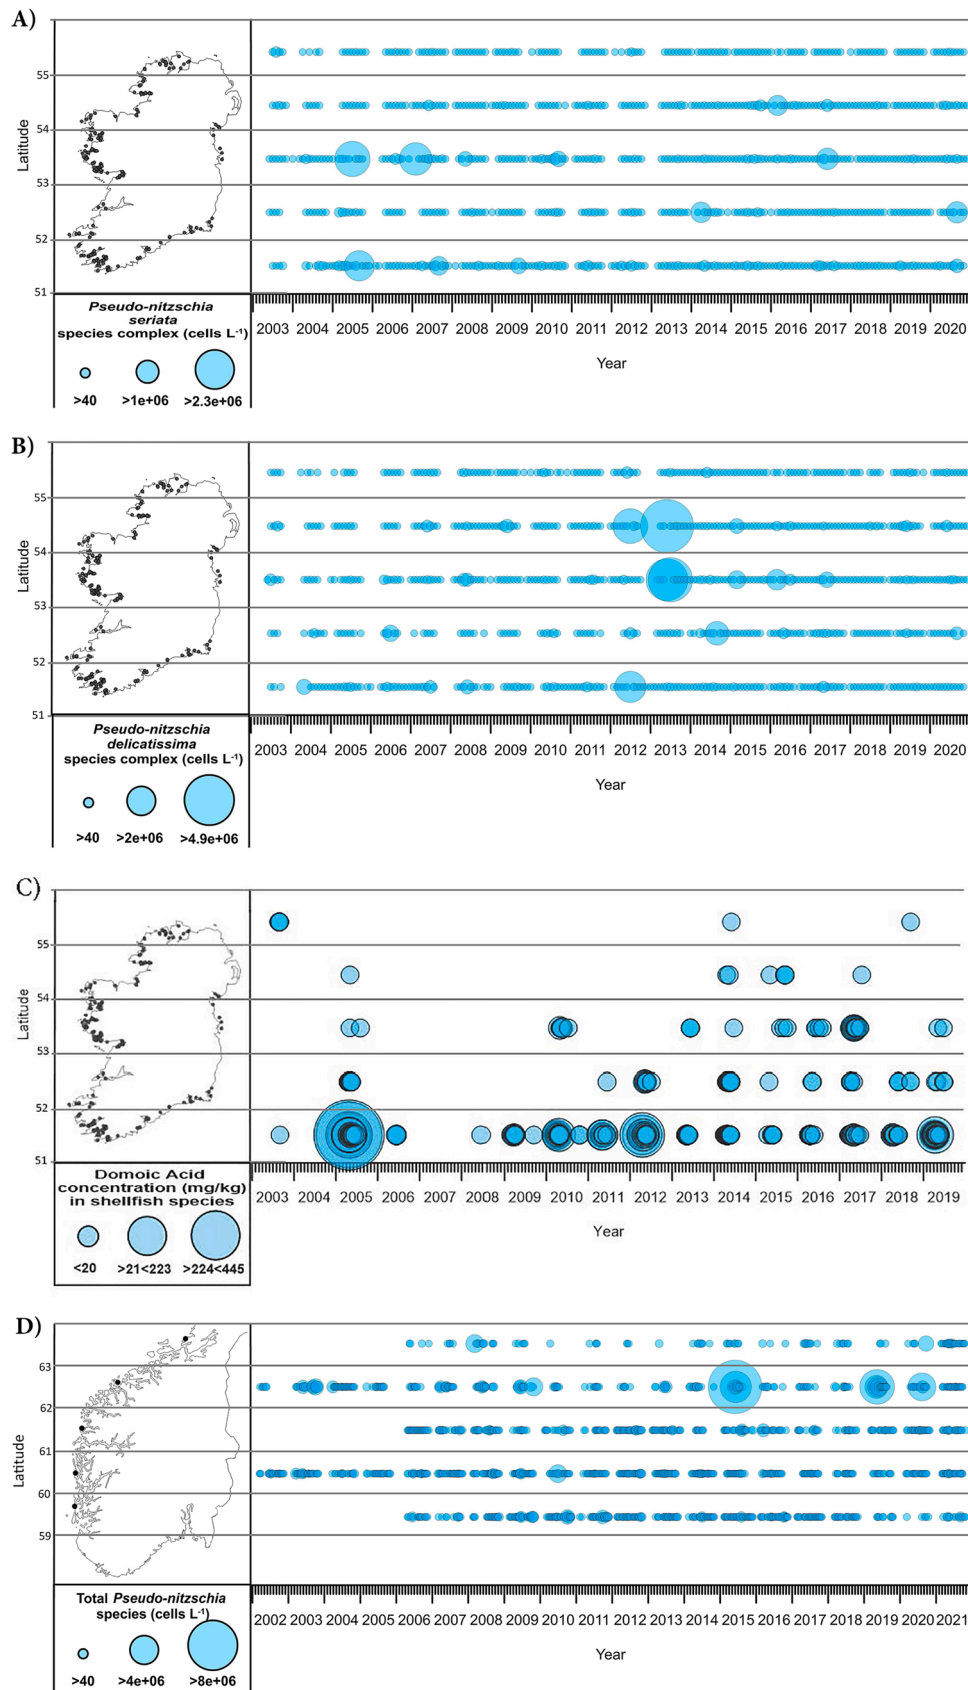 A)
Latitude
55
54
53
52
51
Pseudo-nitzschia
seriata
species complex (cells L-1)
>40 >1e+06 >2.3e+06
2003 2004 2005 2006 2007 2008 2009 2010 2011 2012 2013 2014 2015 2016 2017 2018 2019 2020
Year
B)
Latitude
55
54
53
52
51
Pseudo-nitzschia
delicatissima
species complex (cells L-1)
>40 >2e+06 >4.9e+06
2003 2004 2005 2006 2007 2008 2009 2010 2011 2012 2013 2014 2015 2016 2017 2018 2019 2020
Year
C)
Latitude
55
54
53
52
51
Domoic Acid
concentration (mg/kg)
in shellfish species
<20 >21<223 >224<445
2003 2004 2005 2006 2007 2008 2009 2010 2011 2012 2013 2014 2015 2016 2017 2018 2019
Year
D)
Latitude
63
62
61
60
59
Total Pseudo-nitzschia
species (cells L-1)
>40 >4e+06 >8e+06
2002 2003 2004 2005 2006 2007 2008 2009 2010 2011 2012 2013 2014 2015 2016 2017 2018 2019 2020 2021
Year